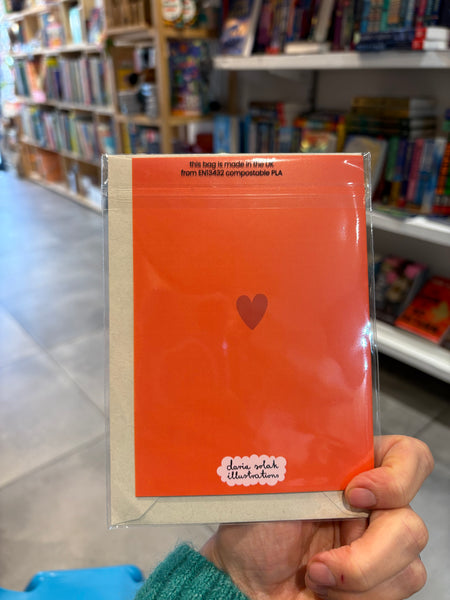 this bag is made in the UK
from EN13432 compostable PLA
daria solak
illustrations